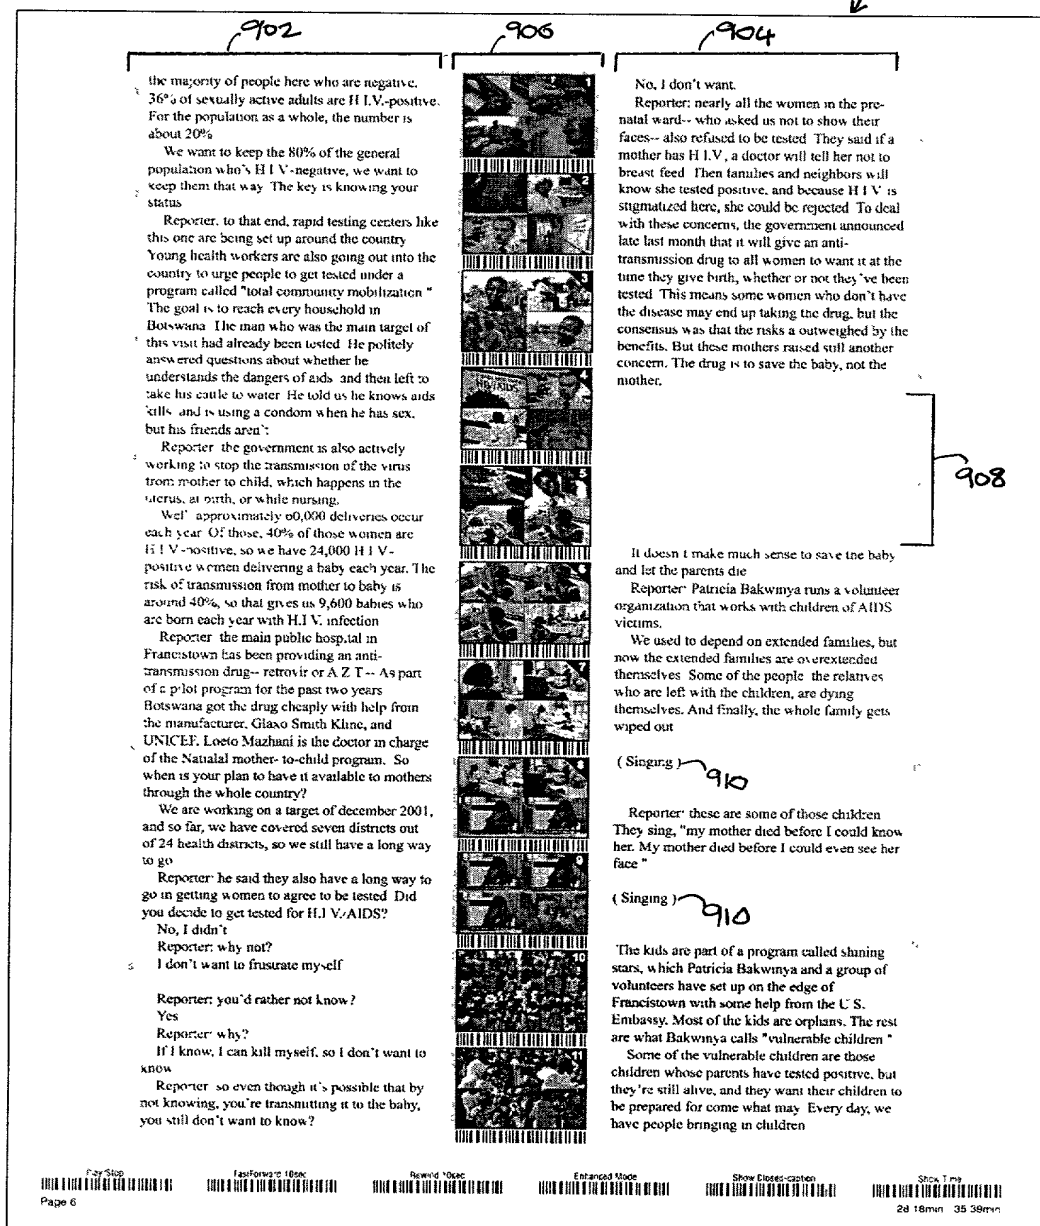 902
906
904
the majority of people here who are negative.
36% of sexually active adults are H I.V.-positive.
For the population as a whole, the number is
about 20%
We want to keep the 80% of the general
population who's H I V-negative, we want to
keep them that way The key is knowing your
status
Reporter. to that end, rapid testing centers like
this one are being set up around the country
Young health workers are also going out into the
country to urge people to get tested under a
program called "total community mobilization "
The goal is to reach every household in
Botswana The man who was the main target of
this visit had already been tested He politely
answered questions about whether he
understands the dangers of aids and then left to
take his cattle to water He told us he knows aids
kills and is using a condom when he has sex,
but his friends aren't
Reporter the government is also actively
working to stop the transmission of the virus
from mother to child, which happens in the
uterus, at birth, or while nursing.
Well approximately 60,000 deliveries occur
each year Of those, 40% of those women are
H I V-positive, so we have 24,000 H I V-
positive women delivering a baby each year. The
risk of transmission from mother to baby is
around 40%, so that gives us 9,600 babies who
are born each year with H.I V. infection
Reporter the main public hospital in
Francistown has been providing an anti-
transmission drug-- retrovir or A Z T-- As part
of a pilot program for the past two years
Botswana got the drug cheaply with help from
the manufacturer, Glaxo Smith Kline, and
UNICEF. Loeto Mazhani is the doctor in charge
of the Natialal mother- to-child program. So
when is your plan to have it available to mothers
through the whole country?
We are working on a target of december 2001,
and so far, we have covered seven districts out
of 24 health districts, so we still have a long way
to go
Reporter: he said they also have a long way to
go in getting women to agree to be tested Did
you decide to get tested for H.I V./AIDS?
No, I didn't
Reporter: why not?
I don't want to frustrate myself
Reporter: you'd rather not know?
Yes
Reporter: why?
If I know, I can kill myself, so I don't want to
know
Reporter so even though it's possible that by
not knowing, you're transmitting it to the baby,
you still don't want to know?
1
2
3
4
5
6
7
8
9
10
11
No, I don't want.
Reporter: nearly all the women in the pre-
natal ward-- who asked us not to show their
faces-- also refused to be tested They said if a
mother has H I.V, a doctor will tell her not to
breast feed Then families and neighbors will
know she tested positive, and because H I V is
stigmatized here, she could be rejected To deal
with these concerns, the government announced
late last month that it will give an anti-
transmission drug to all women to want it at the
time they give birth, whether or not they've been
tested This means some women who don't have
the disease may end up taking the drug, but the
consensus was that the risks a outweighed by the
benefits. But these mothers raised still another
concern. The drug is to save the baby, not the
mother.
908
It doesn t make much sense to save the baby
and let the parents die
Reporter Patricia Bakwinya runs a volunteer
organization that works with children of AIDS
victims.
We used to depend on extended families, but
now the extended families are overextended
themselves Some of the people the relatives
who are left with the children, are dying
themselves. And finally, the whole family gets
wiped out
( Singing )
910
Reporter these are some of those children
They sing, "my mother died before I could know
her. My mother died before I could even see her
face "
( Singing )
910
The kids are part of a program called shining
stars, which Patricia Bakwinya and a group of
volunteers have set up on the edge of
Francistown with some help from the U S.
Embassy. Most of the kids are orphans. The rest
are what Bakwinya calls "vulnerable children "
Some of the vulnerable children are those
children whose parents have tested positive, but
they're still alive, and they want their children to
be prepared for come what may Every day, we
have people bringing in children
Play Stop
FastForward 10sec
Rewind 10sec
Enhanced Mode
Show Closed-caption
Show Time
Page 6
28 18min 35 39min